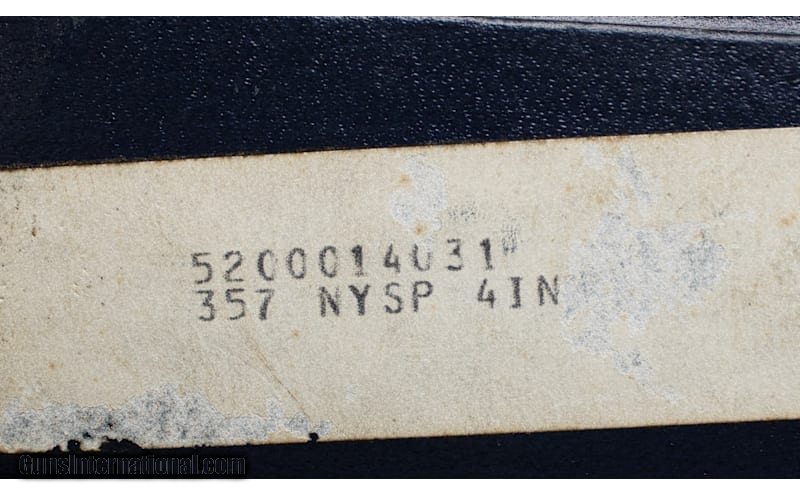 5200014031
357 NYSP 4IN
GunsInternational.com